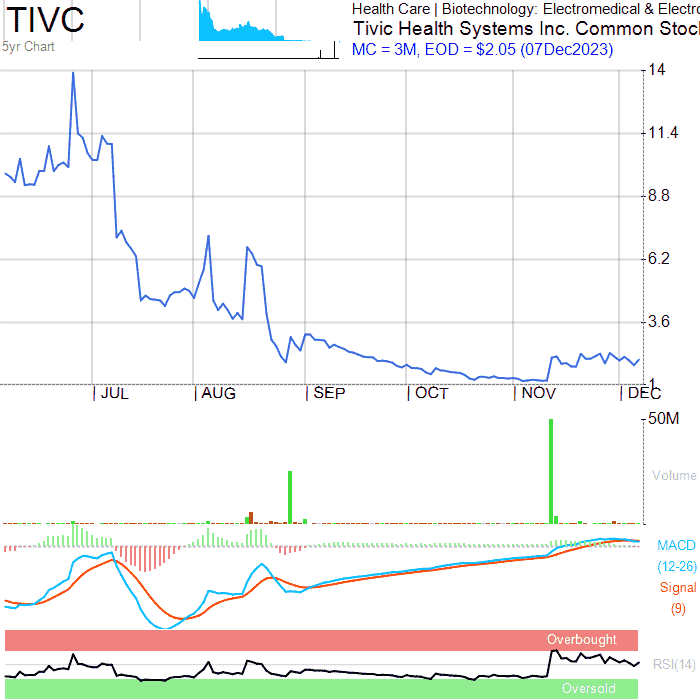 TIVC
5yr Chart
Health Care | Biotechnology: Electromedical & Electro
Tivic Health Systems Inc. Common Stoc
MC = 3M, EOD = $2.05 (07Dec2023)
14
11.4
8.8
6.2
3.6
1
JUL AUG SEP OCT NOV DEC
50M
Volume
MACD
(12-26)
Signal
(9)
Overbought
RSI(14)
Oversold